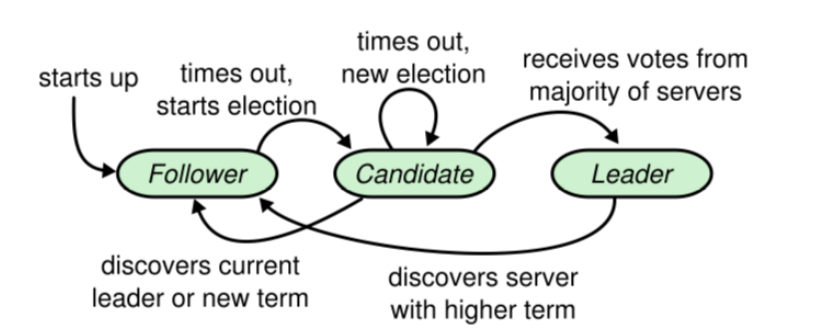 starts up
times out,
starts election
times out,
new election
receives votes from
majority of servers
Follower
Candidate
Leader
discovers current
leader or new term
discovers server
with higher term